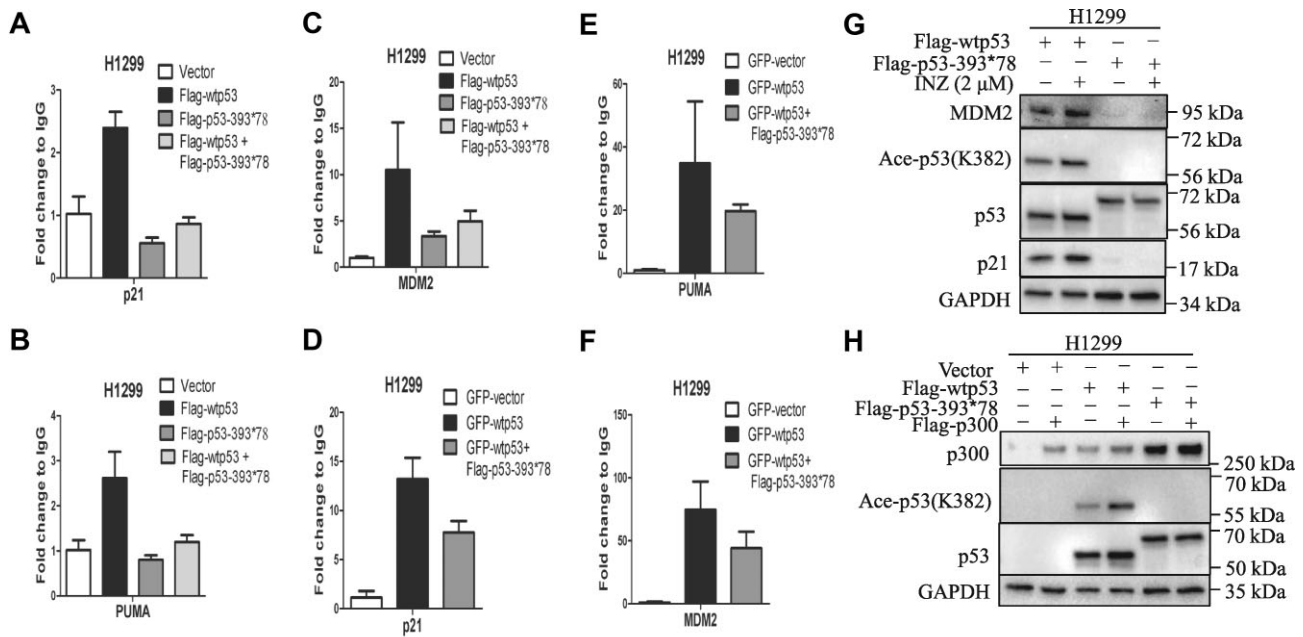 A
H1299
Vector
Flag-wtp53
Flag-p53-393*78
Flag-wtp53 +
Flag-p53-393*78
Fold change to IgG
3
2
1
0
p21
B
H1299
Vector
Flag-wtp53
Flag-p53-393*78
Flag-wtp53 +
Flag-p53-393*78
Fold change to IgG
4
3
2
1
0
PUMA
C
H1299
Vector
Flag-wtp53
Flag-p53-393*78
Flag-wtp53 +
Flag-p53-393*78
Fold change to IgG
20
15
10
5
0
MDM2
D
H1299
GFP-vector
GFP-wtp53
GFP-wtp53+
Flag-p53-393*78
Fold change to IgG
20
15
10
5
0
p21
E
H1299
GFP-vector
GFP-wtp53
GFP-wtp53+
Flag-p53-393*78
Fold change to IgG
60
40
20
0
PUMA
F
H1299
GFP-vector
GFP-wtp53
GFP-wtp53+
Flag-p53-393*78
Fold change to IgG
150
100
50
0
MDM2
G
H1299
Flag-wtp53 + + – –
Flag-p53-393*78 – – + +
INZ (2 μM) – + – +
MDM2
95 kDa
72 kDa
Ace-p53(K382)
56 kDa
72 kDa
p53
56 kDa
p21
17 kDa
GAPDH
34 kDa
H
H1299
Vector + + – – – –
Flag-wtp53 – – + + – –
Flag-p53-393*78 – – – – + +
Flag-p300 – + – + – +
p300
250 kDa
70 kDa
Ace-p53(K382)
55 kDa
70 kDa
p53
50 kDa
GAPDH
35 kDa